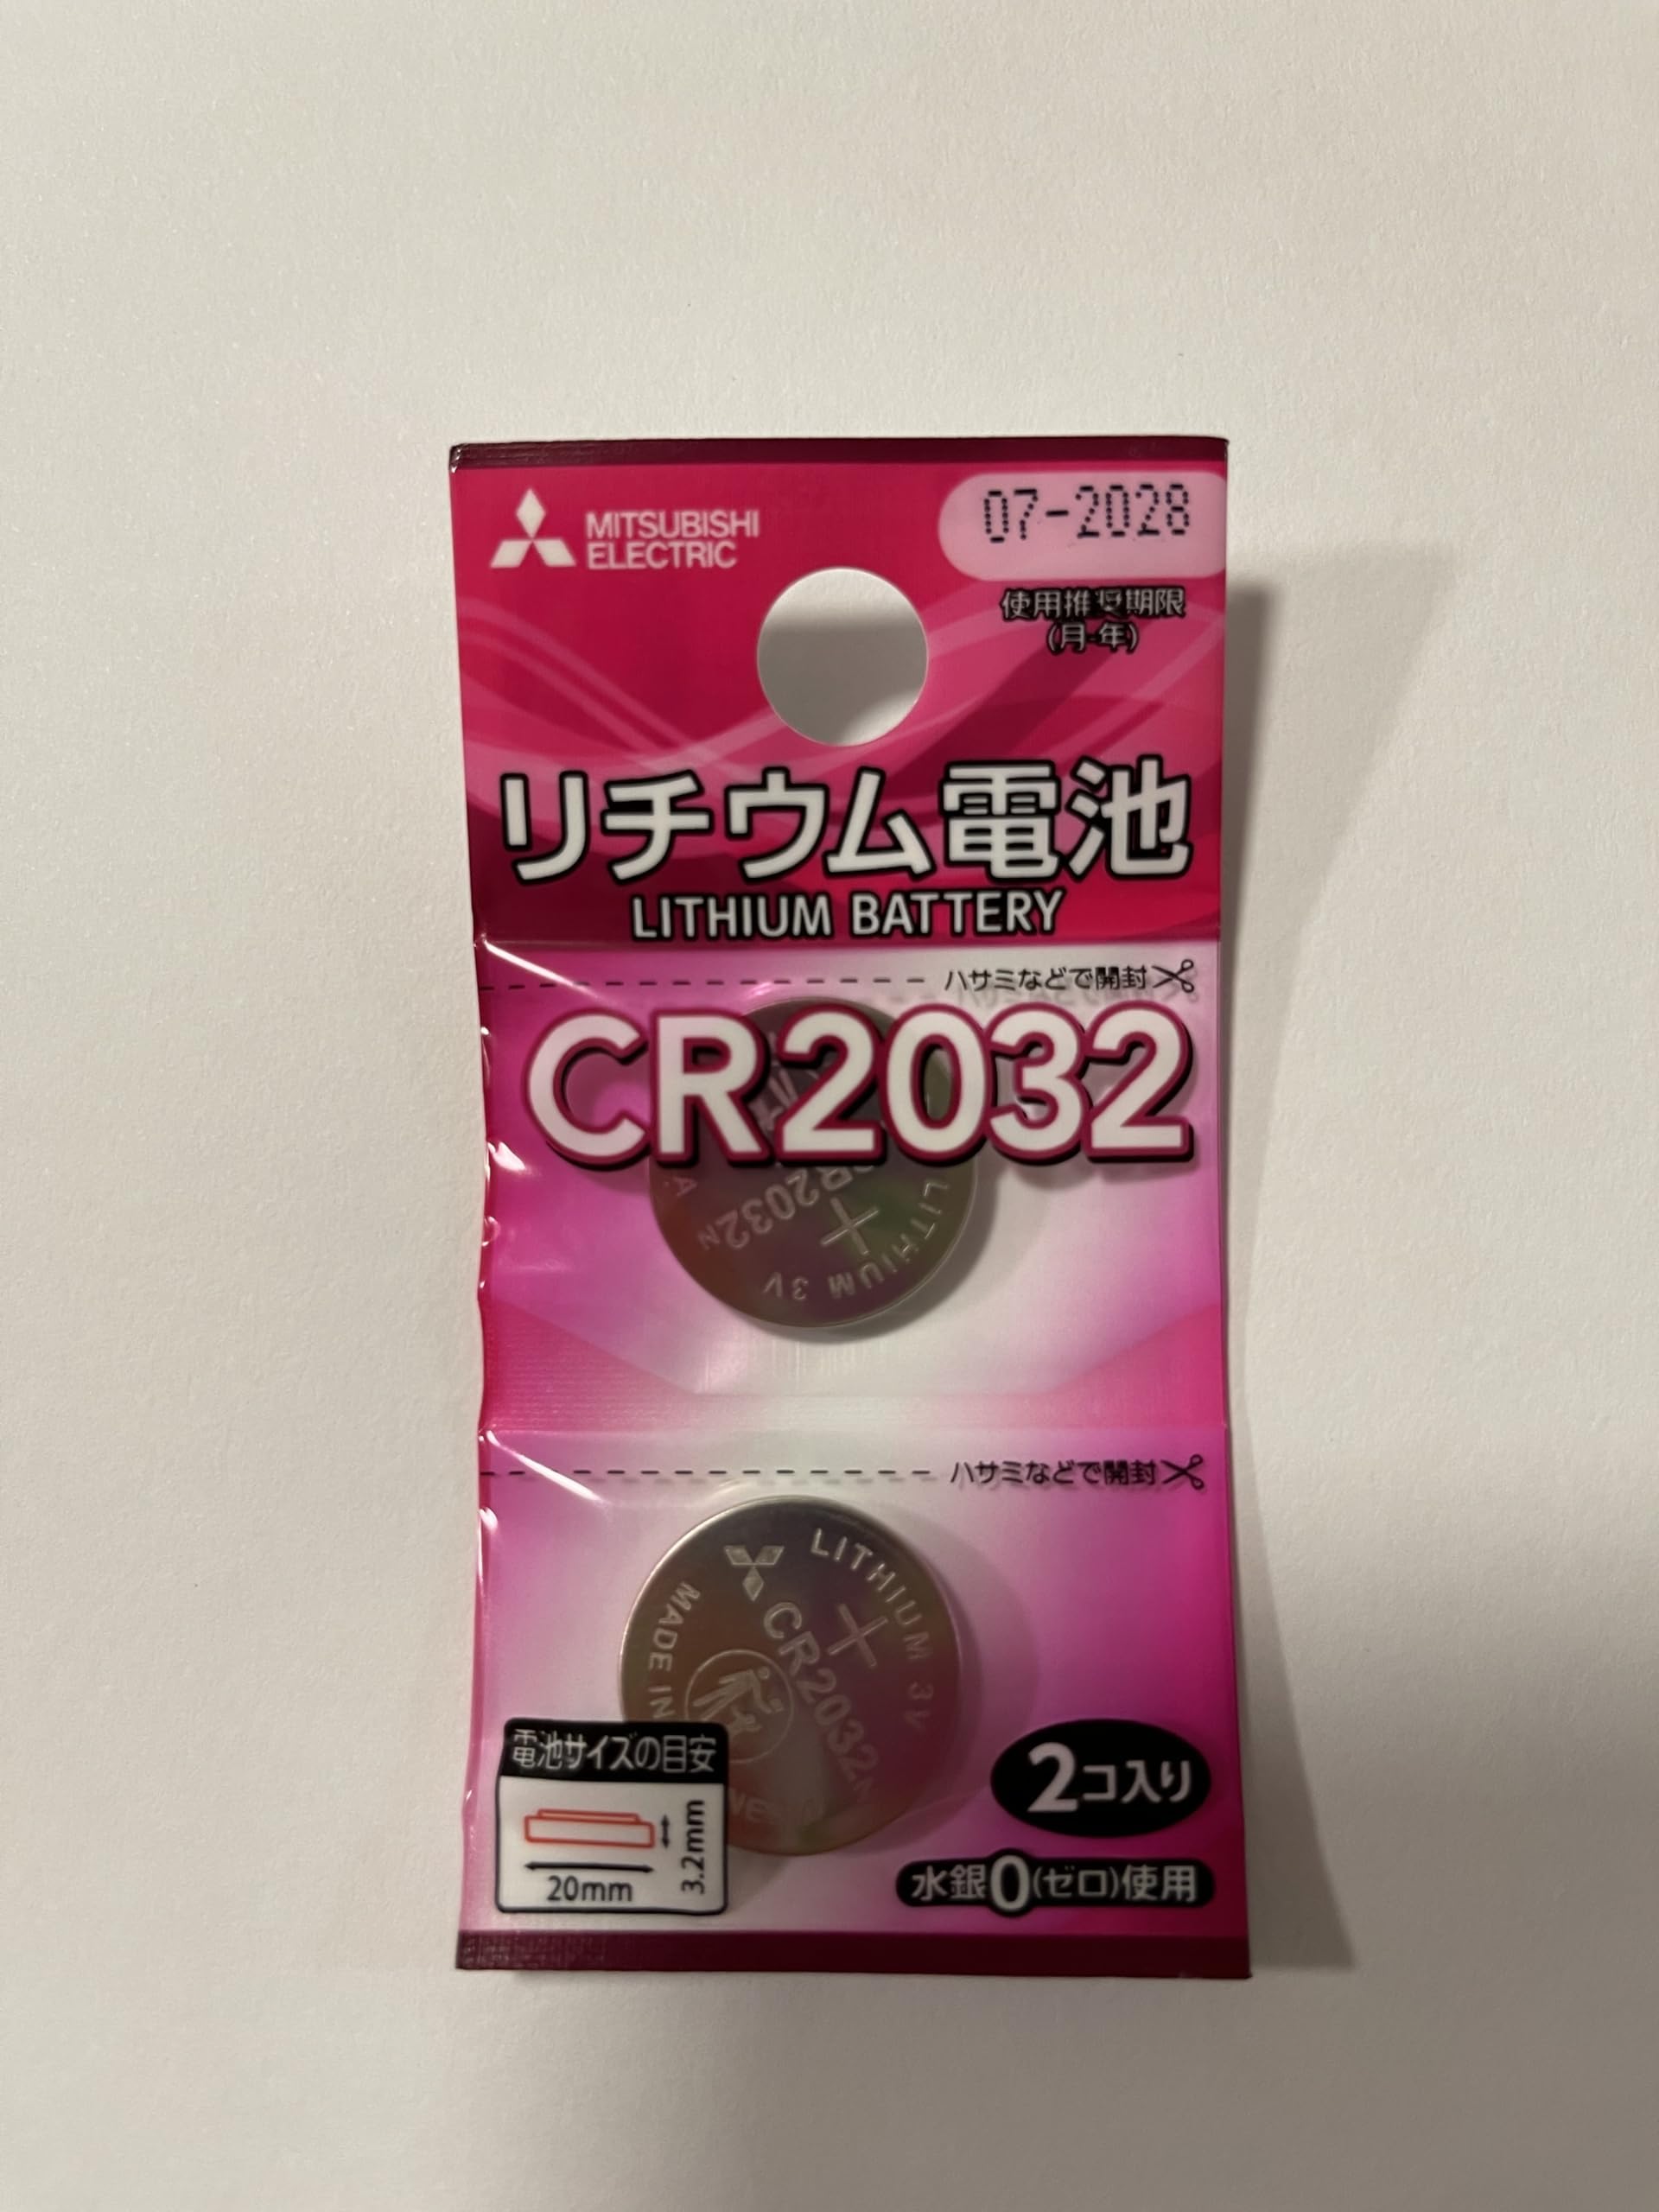 MITSUBISHI
ELECTRIC
07-2028
使用推奨期限
(月-年)
リチウム電池
LITHIUM BATTERY
ハサミなどで開封
CR2032
CR2032N
LITHIUM 3V
ハサミなどで開封
LITHIUM 3V
+
CR2032N
MADE IN
電池サイズの目安
20mm
3.2mm
2コ入り
水銀0(ゼロ)使用